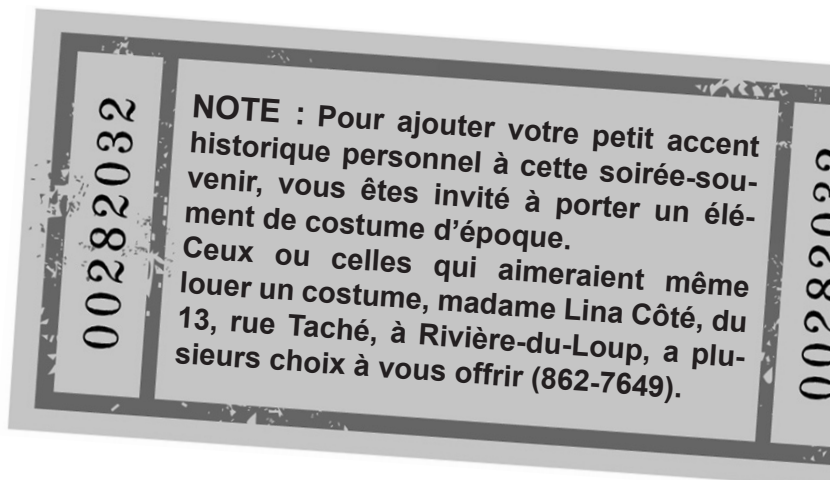 00282032
NOTE : Pour ajouter votre petit accent
historique personnel à cette soirée-sou-
venir, vous êtes invité à porter un élé-
ment de costume d'époque.
Ceux ou celles qui aimeraient même
louer un costume, madame Lina Côté, du
13, rue Taché, à Rivière-du-Loup, a plu-
sieurs choix à vous offrir (862-7649).